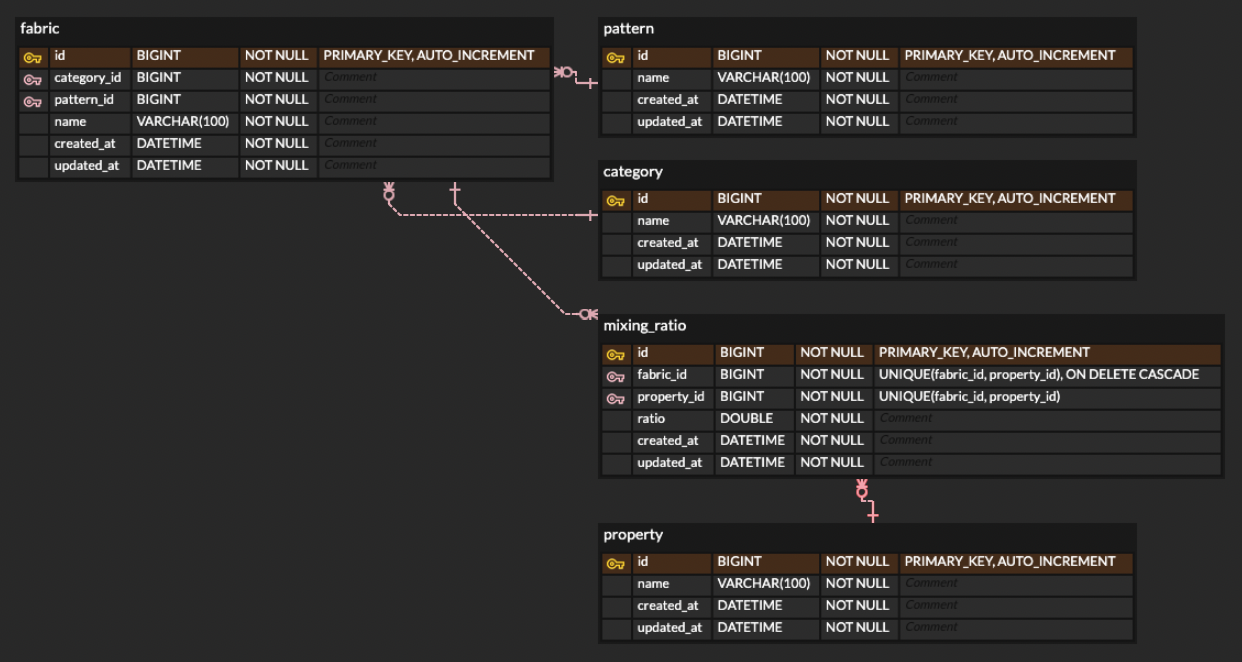 fabric
id BIGINT NOT NULL PRIMARY_KEY, AUTO_INCREMENT
category_id BIGINT NOT NULL Comment
pattern_id BIGINT NOT NULL Comment
name VARCHAR(100) NOT NULL Comment
created_at DATETIME NOT NULL Comment
updated_at DATETIME NOT NULL Comment
pattern
id BIGINT NOT NULL PRIMARY_KEY, AUTO_INCREMENT
name VARCHAR(100) NOT NULL Comment
created_at DATETIME NOT NULL Comment
updated_at DATETIME NOT NULL Comment
category
id BIGINT NOT NULL PRIMARY_KEY, AUTO_INCREMENT
name VARCHAR(100) NOT NULL Comment
created_at DATETIME NOT NULL Comment
updated_at DATETIME NOT NULL Comment
mixing_ratio
id BIGINT NOT NULL PRIMARY_KEY, AUTO_INCREMENT
fabric_id BIGINT NOT NULL UNIQUE(fabric_id, property_id), ON DELETE CASCADE
property_id BIGINT NOT NULL UNIQUE(fabric_id, property_id)
ratio DOUBLE NOT NULL Comment
created_at DATETIME NOT NULL Comment
updated_at DATETIME NOT NULL Comment
property
id BIGINT NOT NULL PRIMARY_KEY, AUTO_INCREMENT
name VARCHAR(100) NOT NULL Comment
created_at DATETIME NOT NULL Comment
updated_at DATETIME NOT NULL Comment